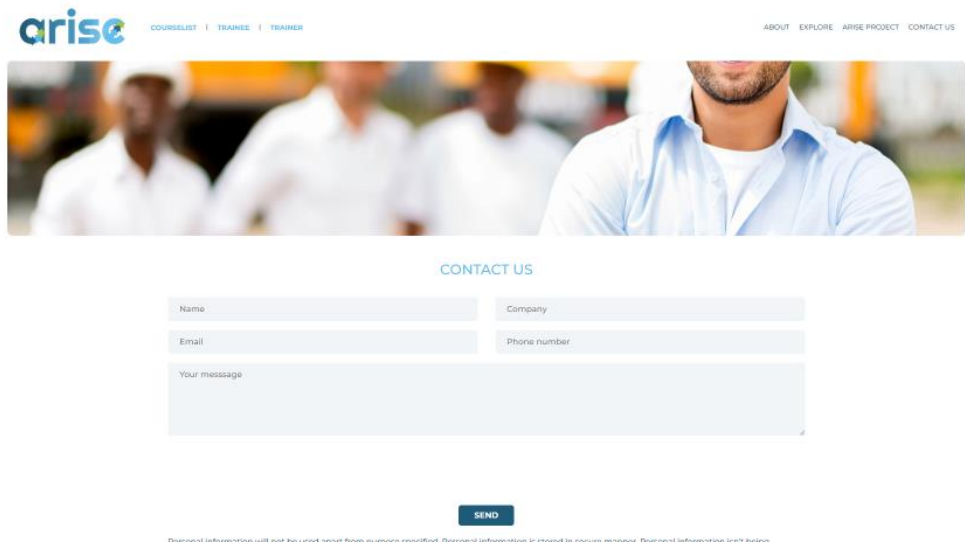 arise
COURSELIST | TRAINEE | TRAINER
ABOUT EXPLORE ARISE PROJECT CONTACT US
CONTACT US
Name Company
Email Phone number
Your messsage
SEND
Personal information will not be used apart from purpose specified. Personal information is stored in secure manner. Personal information isn't being